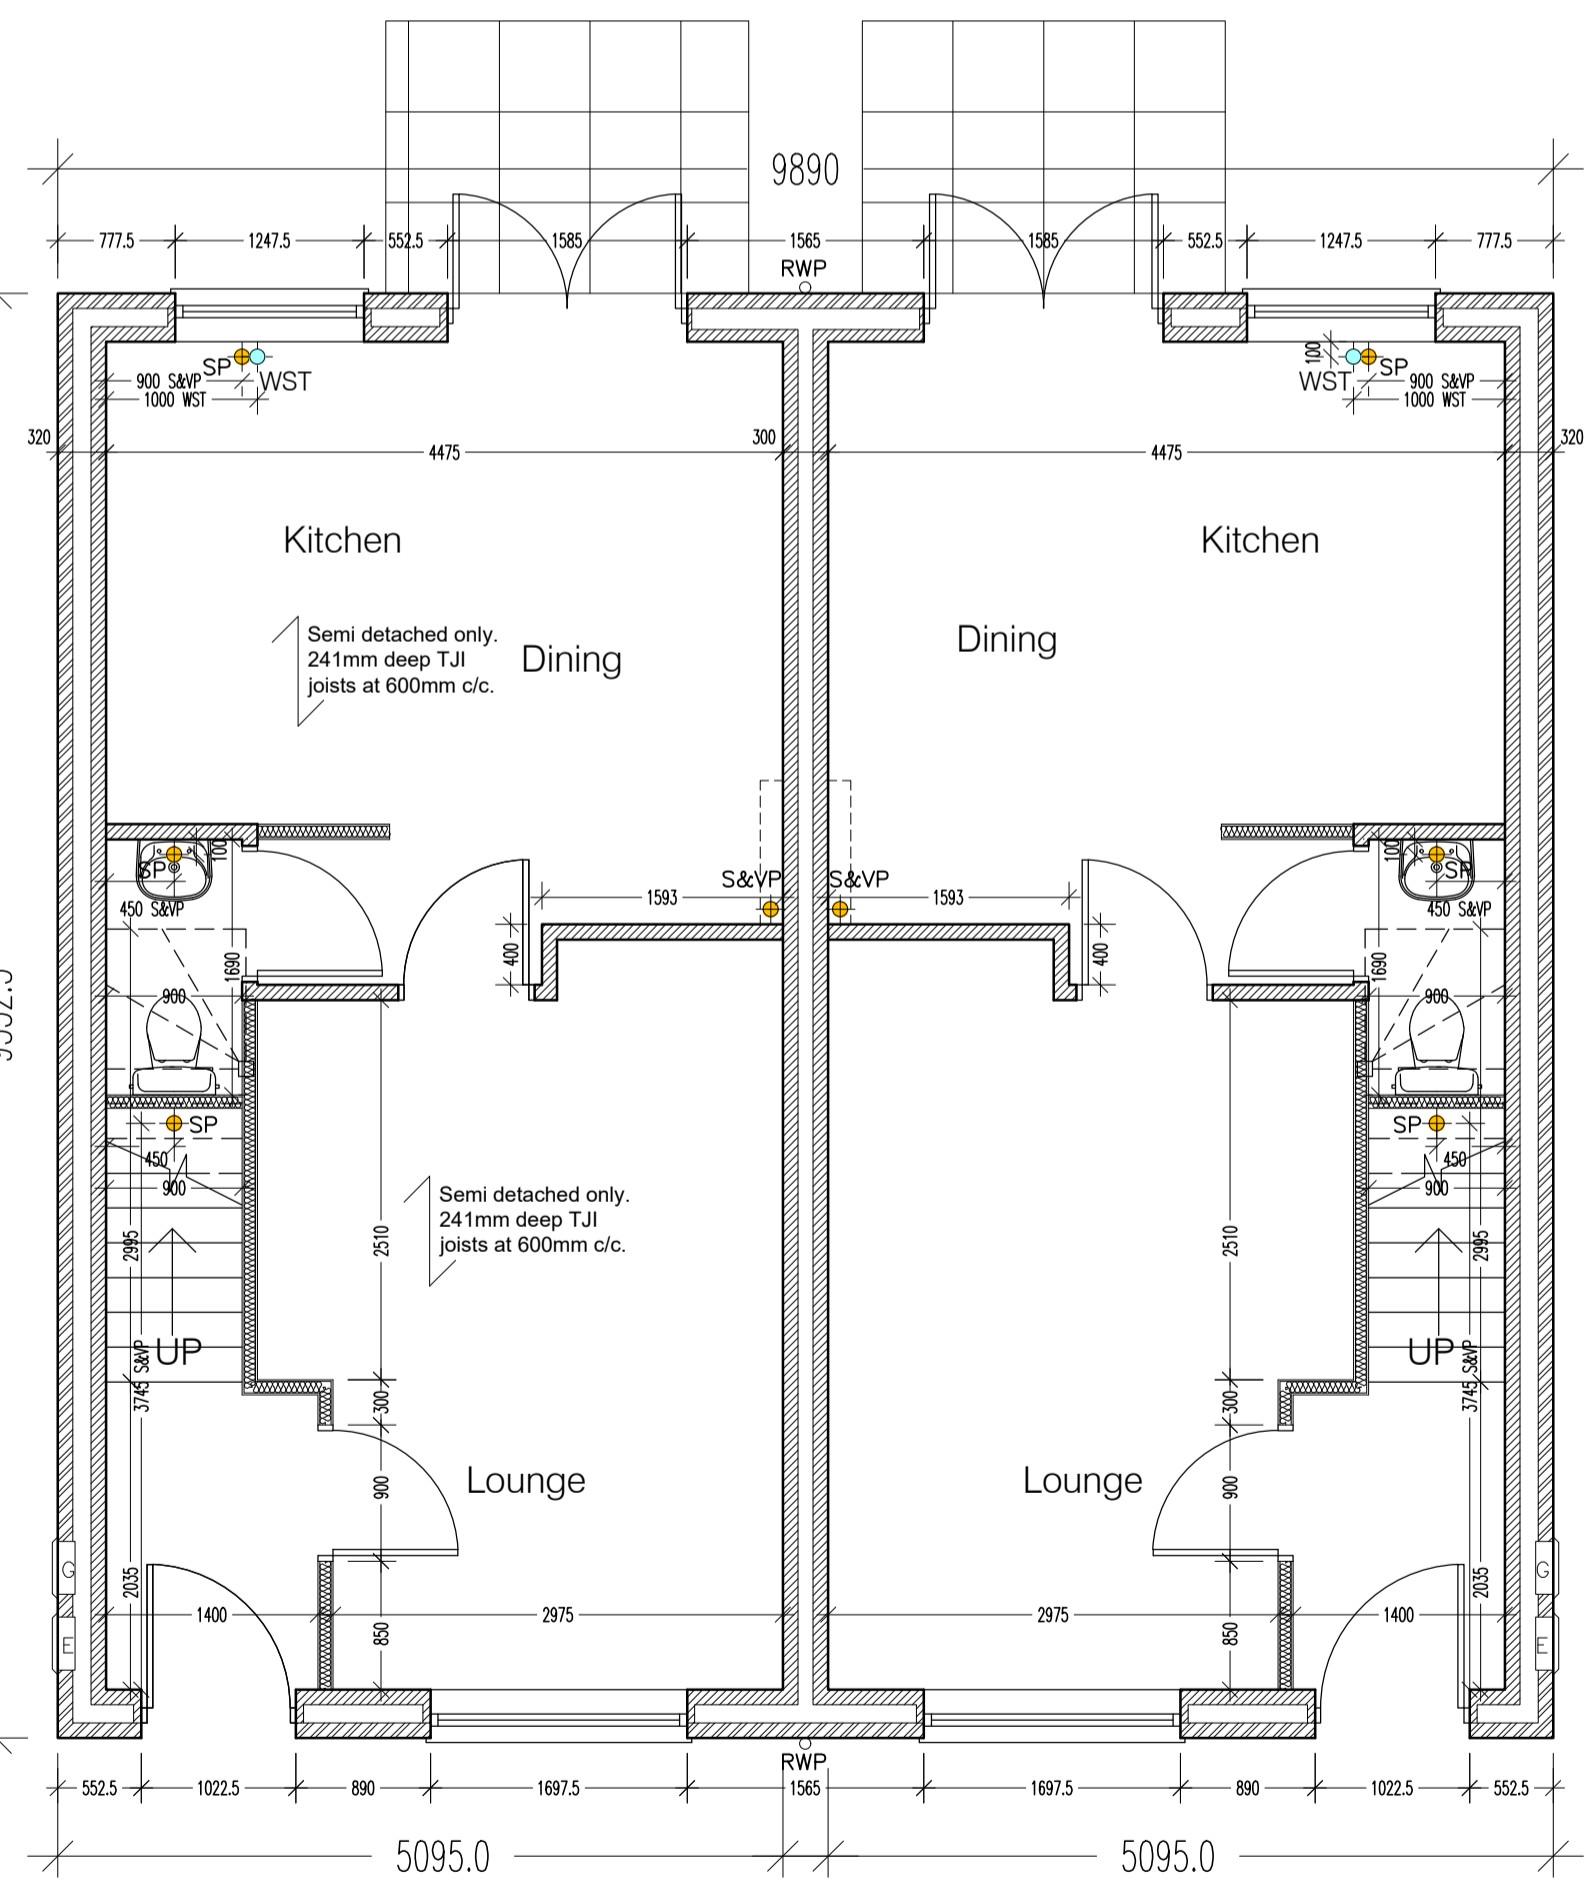 9890
777.5 1247.5 552.5 1585 1565 1585 552.5 1247.5 777.5
RWP
SP WST
900 S&VP
1000 WST
100
WST SP
900 S&VP
1000 WST
320 4475 300 4475 320
Kitchen Kitchen
Semi detached only.
241mm deep TJI
joists at 600mm c/c.
Dining Dining
SP 100
450 S&VP
1690
900
S&VP S&VP
1593 1593
400 400
100 SP
450 S&VP
1690
900
SP SP
450 450
900 900
Semi detached only.
241mm deep TJI
joists at 600mm c/c.
2995 2510 2510 2995
UP UP
3745 S&VP 3745 S&VP
300 300
Lounge Lounge
900 900
G G
2035 2035
1400 2975 2975 1400
E E
850 850
RWP
552.5 1022.5 890 1697.5 1565 1697.5 890 1022.5 552.5
5095.0 5095.0